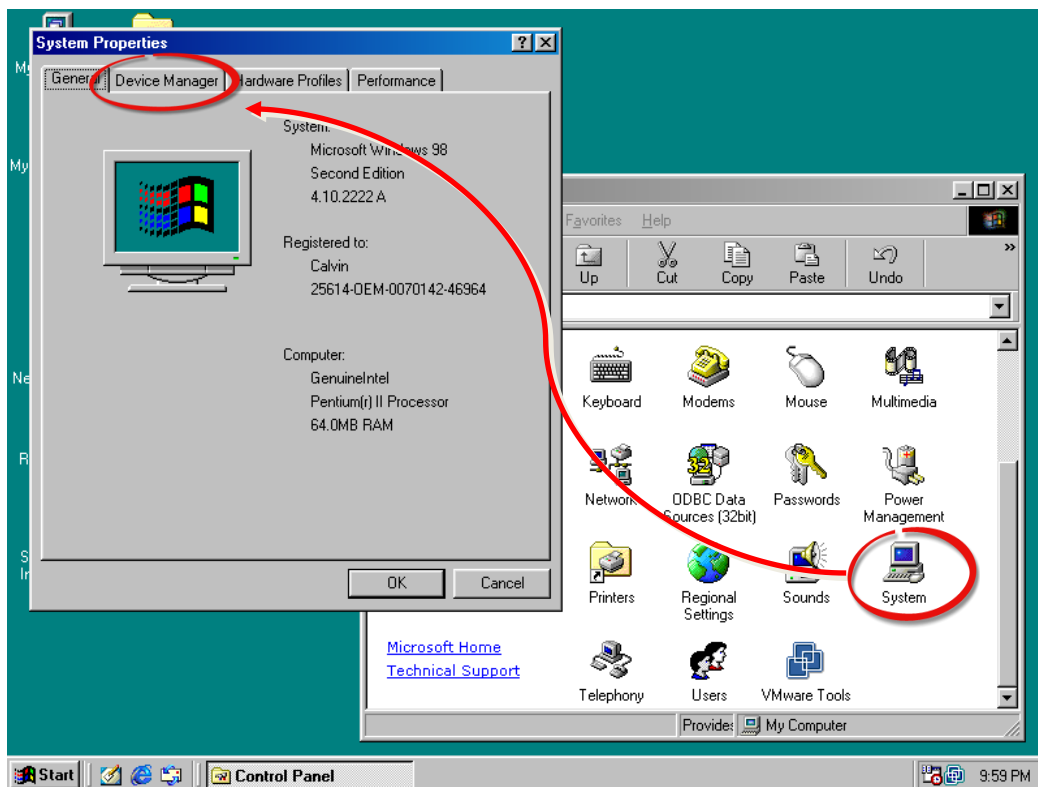 System Properties
General Device Manager Hardware Profiles Performance
System:
Microsoft Windows 98
Second Edition
4.10.2222 A
Registered to:
Calvin
25614-OEM-0070142-46964
Computer:
GenuineIntel
Pentium(r) II Processor
64.0MB RAM
OK Cancel
My
Ne
R
S
Favorites Help
Up Cut Copy Paste Undo
Keyboard Modems Mouse Multimedia
Network ODBC Data Sources (32bit) Passwords Power Management
Printers Regional Settings Sounds System
Microsoft Home
Technical Support
Telephony Users VMware Tools
My Computer
Start Control Panel 9:59 PM